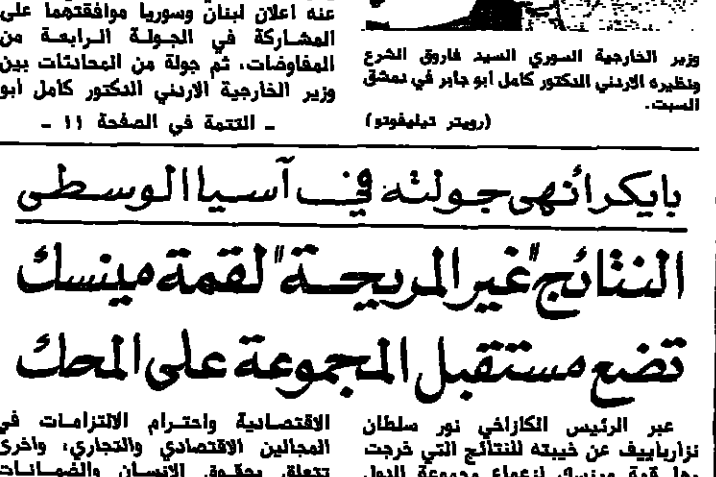 وزير الخارجية السوري السيد فاروق الشرع
ونظيره الاردني الدكتور كامل ابو جابر في دمشق
السبت.
(رويتر تيليفوتو)
عنه اعلان لبنان وسوريا موافقتهما على
المشاركة في الجولة الرابعة من
المفاوضات، ثم جولة من المحادثات بين
وزير الخارجية الاردني الدكتور كامل أبو
ـ التتمة في الصفحة ١١ ـ
بايكر أنهى جولته في آسيا الوسطى
النتائج "غير المريحة" لقمة مينسك
تضع مستقبل المجموعة على المحك
عبر الرئيس الكازاخي نور سلطان
نزارباييف عن خيبته للنتائج التي خرجت
بها قمة مينسك لزعماء مجموعة الدول
الاقتصادية واحترام الالتزامات في
المجالين الاقتصادي والتجاري، واخرى
تتعلق بحقوق الانسان والضمانات